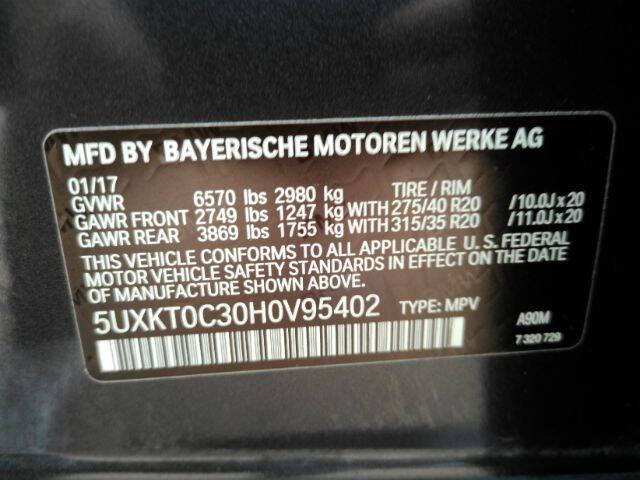 MFD BY BAYERISCHE MOTOREN WERKE AG
01/17
GVWR 6570 lbs 2980 kg TIRE / RIM
GAWR FRONT 2749 lbs 1247 kg WITH 275/40 R20 /10.0J x 20
GAWR REAR 3869 lbs 1755 kg WITH 315/35 R20 /11.0J x 20
THIS VEHICLE CONFORMS TO ALL APPLICABLE U.S. FEDERAL
MOTOR VEHICLE SAFETY STANDARDS IN EFFECT ON THE DATE
OF MANUFACTURE SHOWN ABOVE.
5UXKT0C30H0V95402 TYPE: MPV A90M
7 320 729